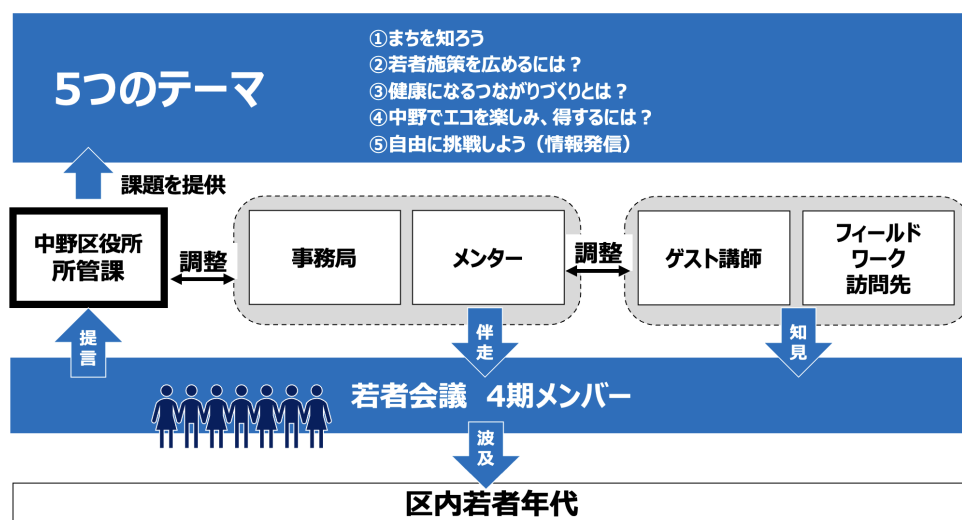 5つのテーマ
①まちを知ろう
②若者施策を広めるには？
③健康になるつながりづくりとは？
④中野でエコを楽しみ、得するには？
⑤自由に挑戦しよう（情報発信）
課題を提供
中野区役所
所管課
調整
事務局
メンター
調整
ゲスト講師
フィールド
ワーク
訪問先
提言
伴走
知見
若者会議 4期メンバー
波及
区内若者年代